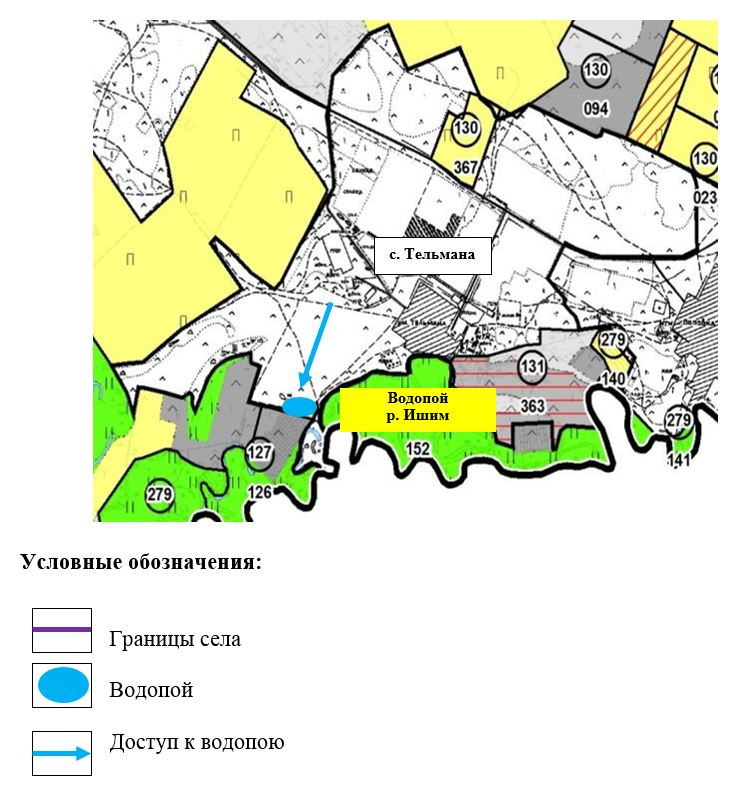 130
094
130
367
130
023
с. Тельмана
279
131
140
Водопой
р. Ишим
363
279
127
152
141
279
126
Условные обозначения:
Границы села
Водопой
Доступ к водопою